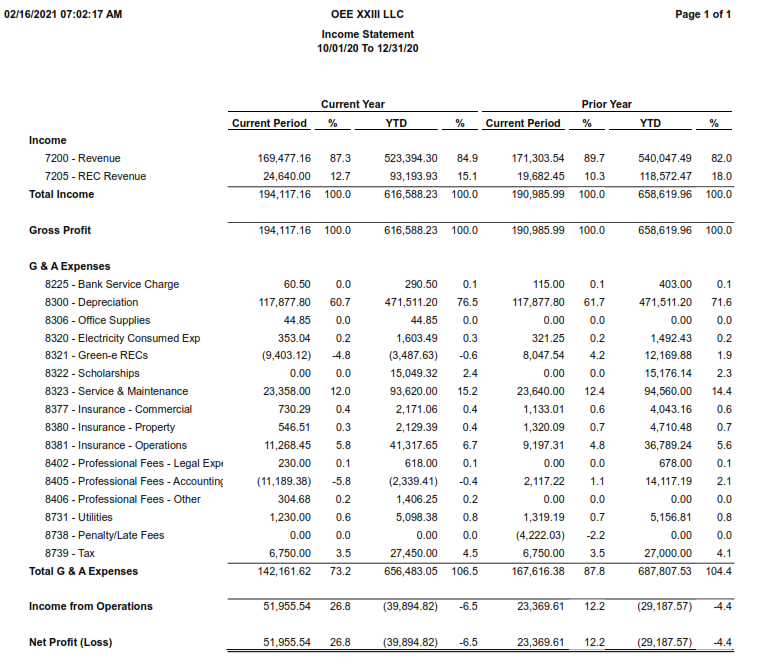 02/16/2021 07:02:17 AM OEE XXIII LLC Page 1 of 1
Income Statement
10/01/20 To 12/31/20
Current Year Prior Year
Current Period % YTD % Current Period % YTD %
Income
7200 - Revenue 169,477.16 87.3 523,394.30 84.9 171,303.54 89.7 540,047.49 82.0
7205 - REC Revenue 24,640.00 12.7 93,193.93 15.1 19,682.45 10.3 118,572.47 18.0
Total Income 194,117.16 100.0 616,588.23 100.0 190,985.99 100.0 658,619.96 100.0
Gross Profit 194,117.16 100.0 616,588.23 100.0 190,985.99 100.0 658,619.96 100.0
G & A Expenses
8225 - Bank Service Charge 60.50 0.0 290.50 0.1 115.00 0.1 403.00 0.1
8300 - Depreciation 117,877.80 60.7 471,511.20 76.5 117,877.80 61.7 471,511.20 71.6
8306 - Office Supplies 44.85 0.0 44.85 0.0 0.00 0.0 0.00 0.0
8320 - Electricity Consumed Exp 353.04 0.2 1,603.49 0.3 321.25 0.2 1,492.43 0.2
8321 - Green-e RECs (9,403.12) -4.8 (3,487.63) -0.6 8,047.54 4.2 12,169.88 1.9
8322 - Scholarships 0.00 0.0 15,049.32 2.4 0.00 0.0 15,176.14 2.3
8323 - Service & Maintenance 23,358.00 12.0 93,620.00 15.2 23,640.00 12.4 94,560.00 14.4
8377 - Insurance - Commercial 730.29 0.4 2,171.06 0.4 1,133.01 0.6 4,043.16 0.6
8380 - Insurance - Property 546.51 0.3 2,129.39 0.4 1,320.09 0.7 4,710.48 0.7
8381 - Insurance - Operations 11,268.45 5.8 41,317.65 6.7 9,197.31 4.8 36,789.24 5.6
8402 - Professional Fees - Legal Expe 230.00 0.1 618.00 0.1 0.00 0.0 678.00 0.1
8405 - Professional Fees - Accounting (11,189.38) -5.8 (2,339.41) -0.4 2,117.22 1.1 14,117.19 2.1
8406 - Professional Fees - Other 304.68 0.2 1,406.25 0.2 0.00 0.0 0.00 0.0
8731 - Utilities 1,230.00 0.6 5,098.38 0.8 1,319.19 0.7 5,156.81 0.8
8738 - Penalty/Late Fees 0.00 0.0 0.00 0.0 (4,222.03) -2.2 0.00 0.0
8739 - Tax 6,750.00 3.5 27,450.00 4.5 6,750.00 3.5 27,000.00 4.1
Total G & A Expenses 142,161.62 73.2 656,483.05 106.5 167,616.38 87.8 687,807.53 104.4
Income from Operations 51,955.54 26.8 (39,894.82) -6.5 23,369.61 12.2 (29,187.57) -4.4
Net Profit (Loss) 51,955.54 26.8 (39,894.82) -6.5 23,369.61 12.2 (29,187.57) -4.4